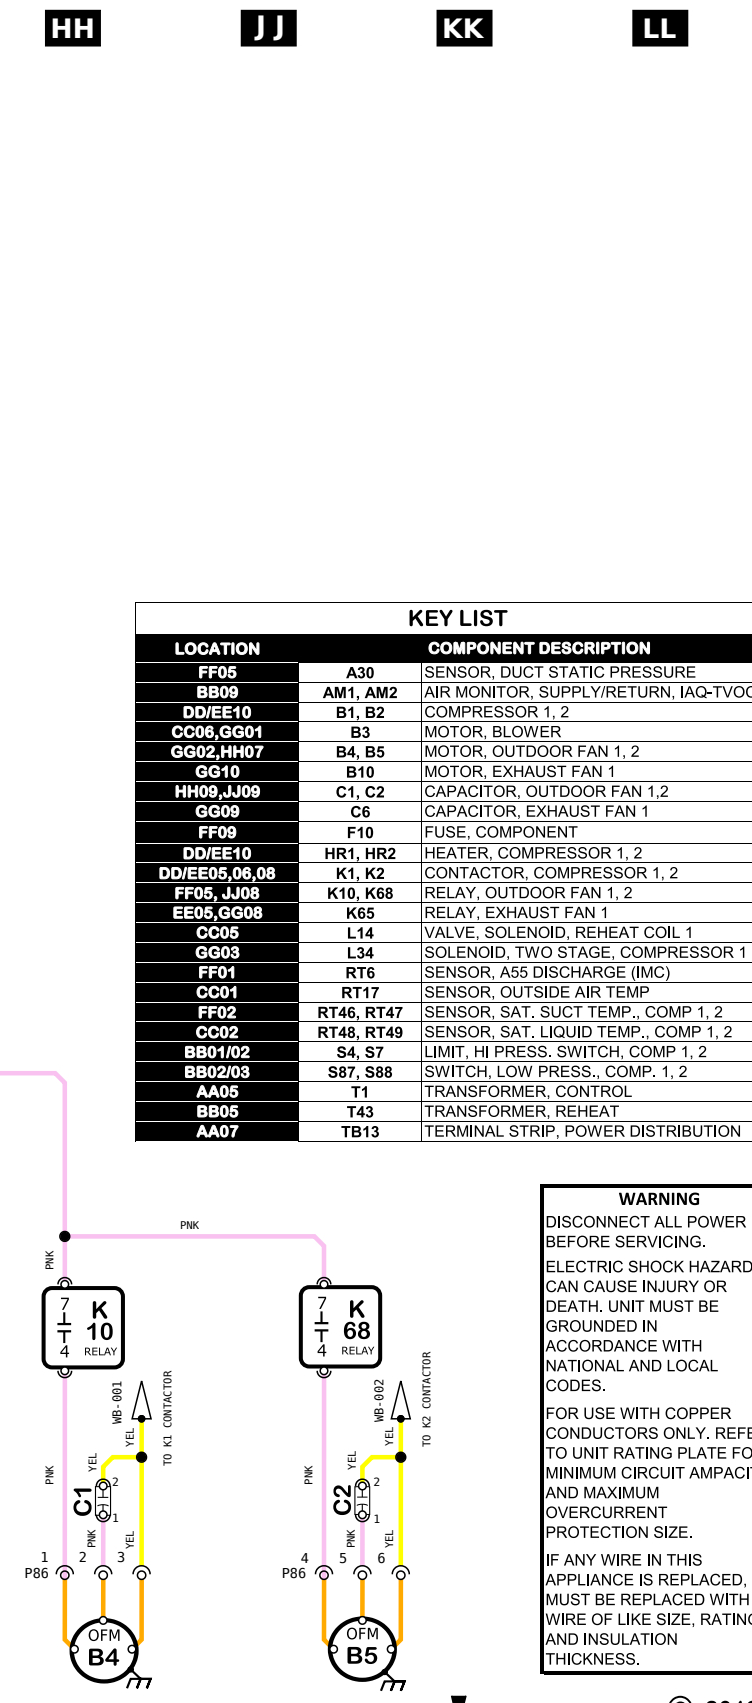 HH JJ KK LL
KEY LIST
LOCATION COMPONENT DESCRIPTION
FF05 A30 SENSOR, DUCT STATIC PRESSURE
BB09 AM1, AM2 AIR MONITOR, SUPPLY/RETURN, IAQ-TVOC
DD/EE10 B1, B2 COMPRESSOR 1, 2
CC06,GG01 B3 MOTOR, BLOWER
GG02,HH07 B4, B5 MOTOR, OUTDOOR FAN 1, 2
GG10 B10 MOTOR, EXHAUST FAN 1
HH09,JJ09 C1, C2 CAPACITOR, OUTDOOR FAN 1,2
GG09 C6 CAPACITOR, EXHAUST FAN 1
FF09 F10 FUSE, COMPONENT
DD/EE10 HR1, HR2 HEATER, COMPRESSOR 1, 2
DD/EE05,06,08 K1, K2 CONTACTOR, COMPRESSOR 1, 2
FF05, JJ08 K10, K68 RELAY, OUTDOOR FAN 1, 2
EE05,GG08 K65 RELAY, EXHAUST FAN 1
CC05 L14 VALVE, SOLENOID, REHEAT COIL 1
GG03 L34 SOLENOID, TWO STAGE, COMPRESSOR 1
FF01 RT6 SENSOR, A55 DISCHARGE (IMC)
CC01 RT17 SENSOR, OUTSIDE AIR TEMP
FF02 RT46, RT47 SENSOR, SAT. SUCT TEMP., COMP 1, 2
CC02 RT48, RT49 SENSOR, SAT. LIQUID TEMP., COMP 1, 2
BB01/02 S4, S7 LIMIT, HI PRESS. SWITCH, COMP 1, 2
BB02/03 S87, S88 SWITCH, LOW PRESS., COMP. 1, 2
AA05 T1 TRANSFORMER, CONTROL
BB05 T43 TRANSFORMER, REHEAT
AA07 TB13 TERMINAL STRIP, POWER DISTRIBUTION
PNK
PNK
7 K
10
4 RELAY
7 K
68
4 RELAY
WB-001
TO K1 CONTACTOR
WB-002
TO K2 CONTACTOR
YEL
YEL
PNK
C1
2
1
PNK
YEL
YEL
YEL
PNK
C2
2
1
PNK
YEL
1 2 3
P86
4 5 6
P86
OFM
B4
OFM
B5
WARNING
DISCONNECT ALL POWER
BEFORE SERVICING.
ELECTRIC SHOCK HAZARD
CAN CAUSE INJURY OR
DEATH. UNIT MUST BE
GROUNDED IN
ACCORDANCE WITH
NATIONAL AND LOCAL
CODES.
FOR USE WITH COPPER
CONDUCTORS ONLY. REFE
TO UNIT RATING PLATE FO
MINIMUM CIRCUIT AMPACI
AND MAXIMUM
OVERCURRENT
PROTECTION SIZE.
IF ANY WIRE IN THIS
APPLIANCE IS REPLACED,
MUST BE REPLACED WITH
WIRE OF LIKE SIZE, RATING
AND INSULATION
THICKNESS.